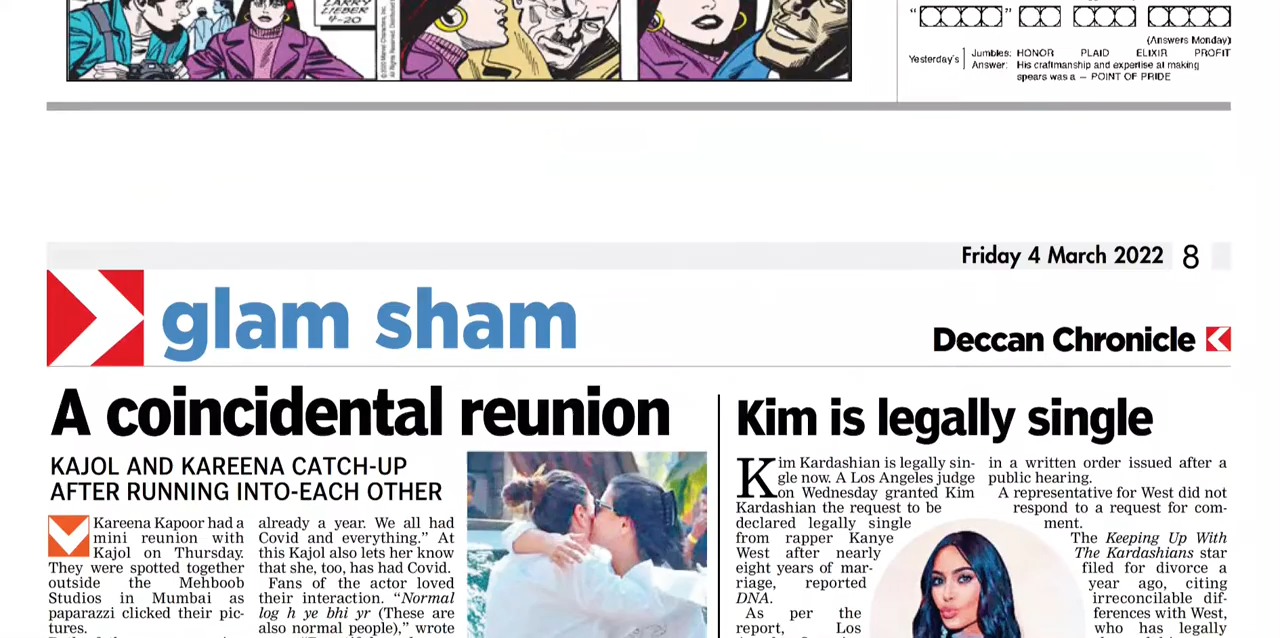 LARRY
LIEBER
4-20
"        "
(Answers Monday)
Yesterday's
Jumbles: HONOR PLAID ELIXIR PROFIT
Answer: His craftmanship and expertise at making
spears was a — POINT OF PRIDE
Friday 4 March 2022 8
glam sham
Deccan Chronicle
A coincidental reunion
KAJOL AND KAREENA CATCH-UP
AFTER RUNNING INTO-EACH OTHER
Kareena Kapoor had a
mini reunion with
Kajol on Thursday.
They were spotted together
outside the Mehboob
Studios in Mumbai as
paparazzi clicked their pic-
tures.
already a year. We all had
Covid and everything." At
this Kajol also lets her know
that she, too, has had Covid.
Fans of the actor loved
their interaction. "Normal
log h ye bhi yr (These are
also normal people)," wrote
Kim is legally single
Kim Kardashian is legally sin-
gle now. A Los Angeles judge
on Wednesday granted Kim
Kardashian the request to be
declared legally single
from rapper Kanye
West after nearly
eight years of mar-
riage, reported
DNA.
As per the
report, Los
in a written order issued after a
public hearing.
A representative for West did not
respond to a request for com-
ment.
The Keeping Up With
The Kardashians star
filed for divorce a
year ago, citing
irreconcilable dif-
ferences with West,
who has legally